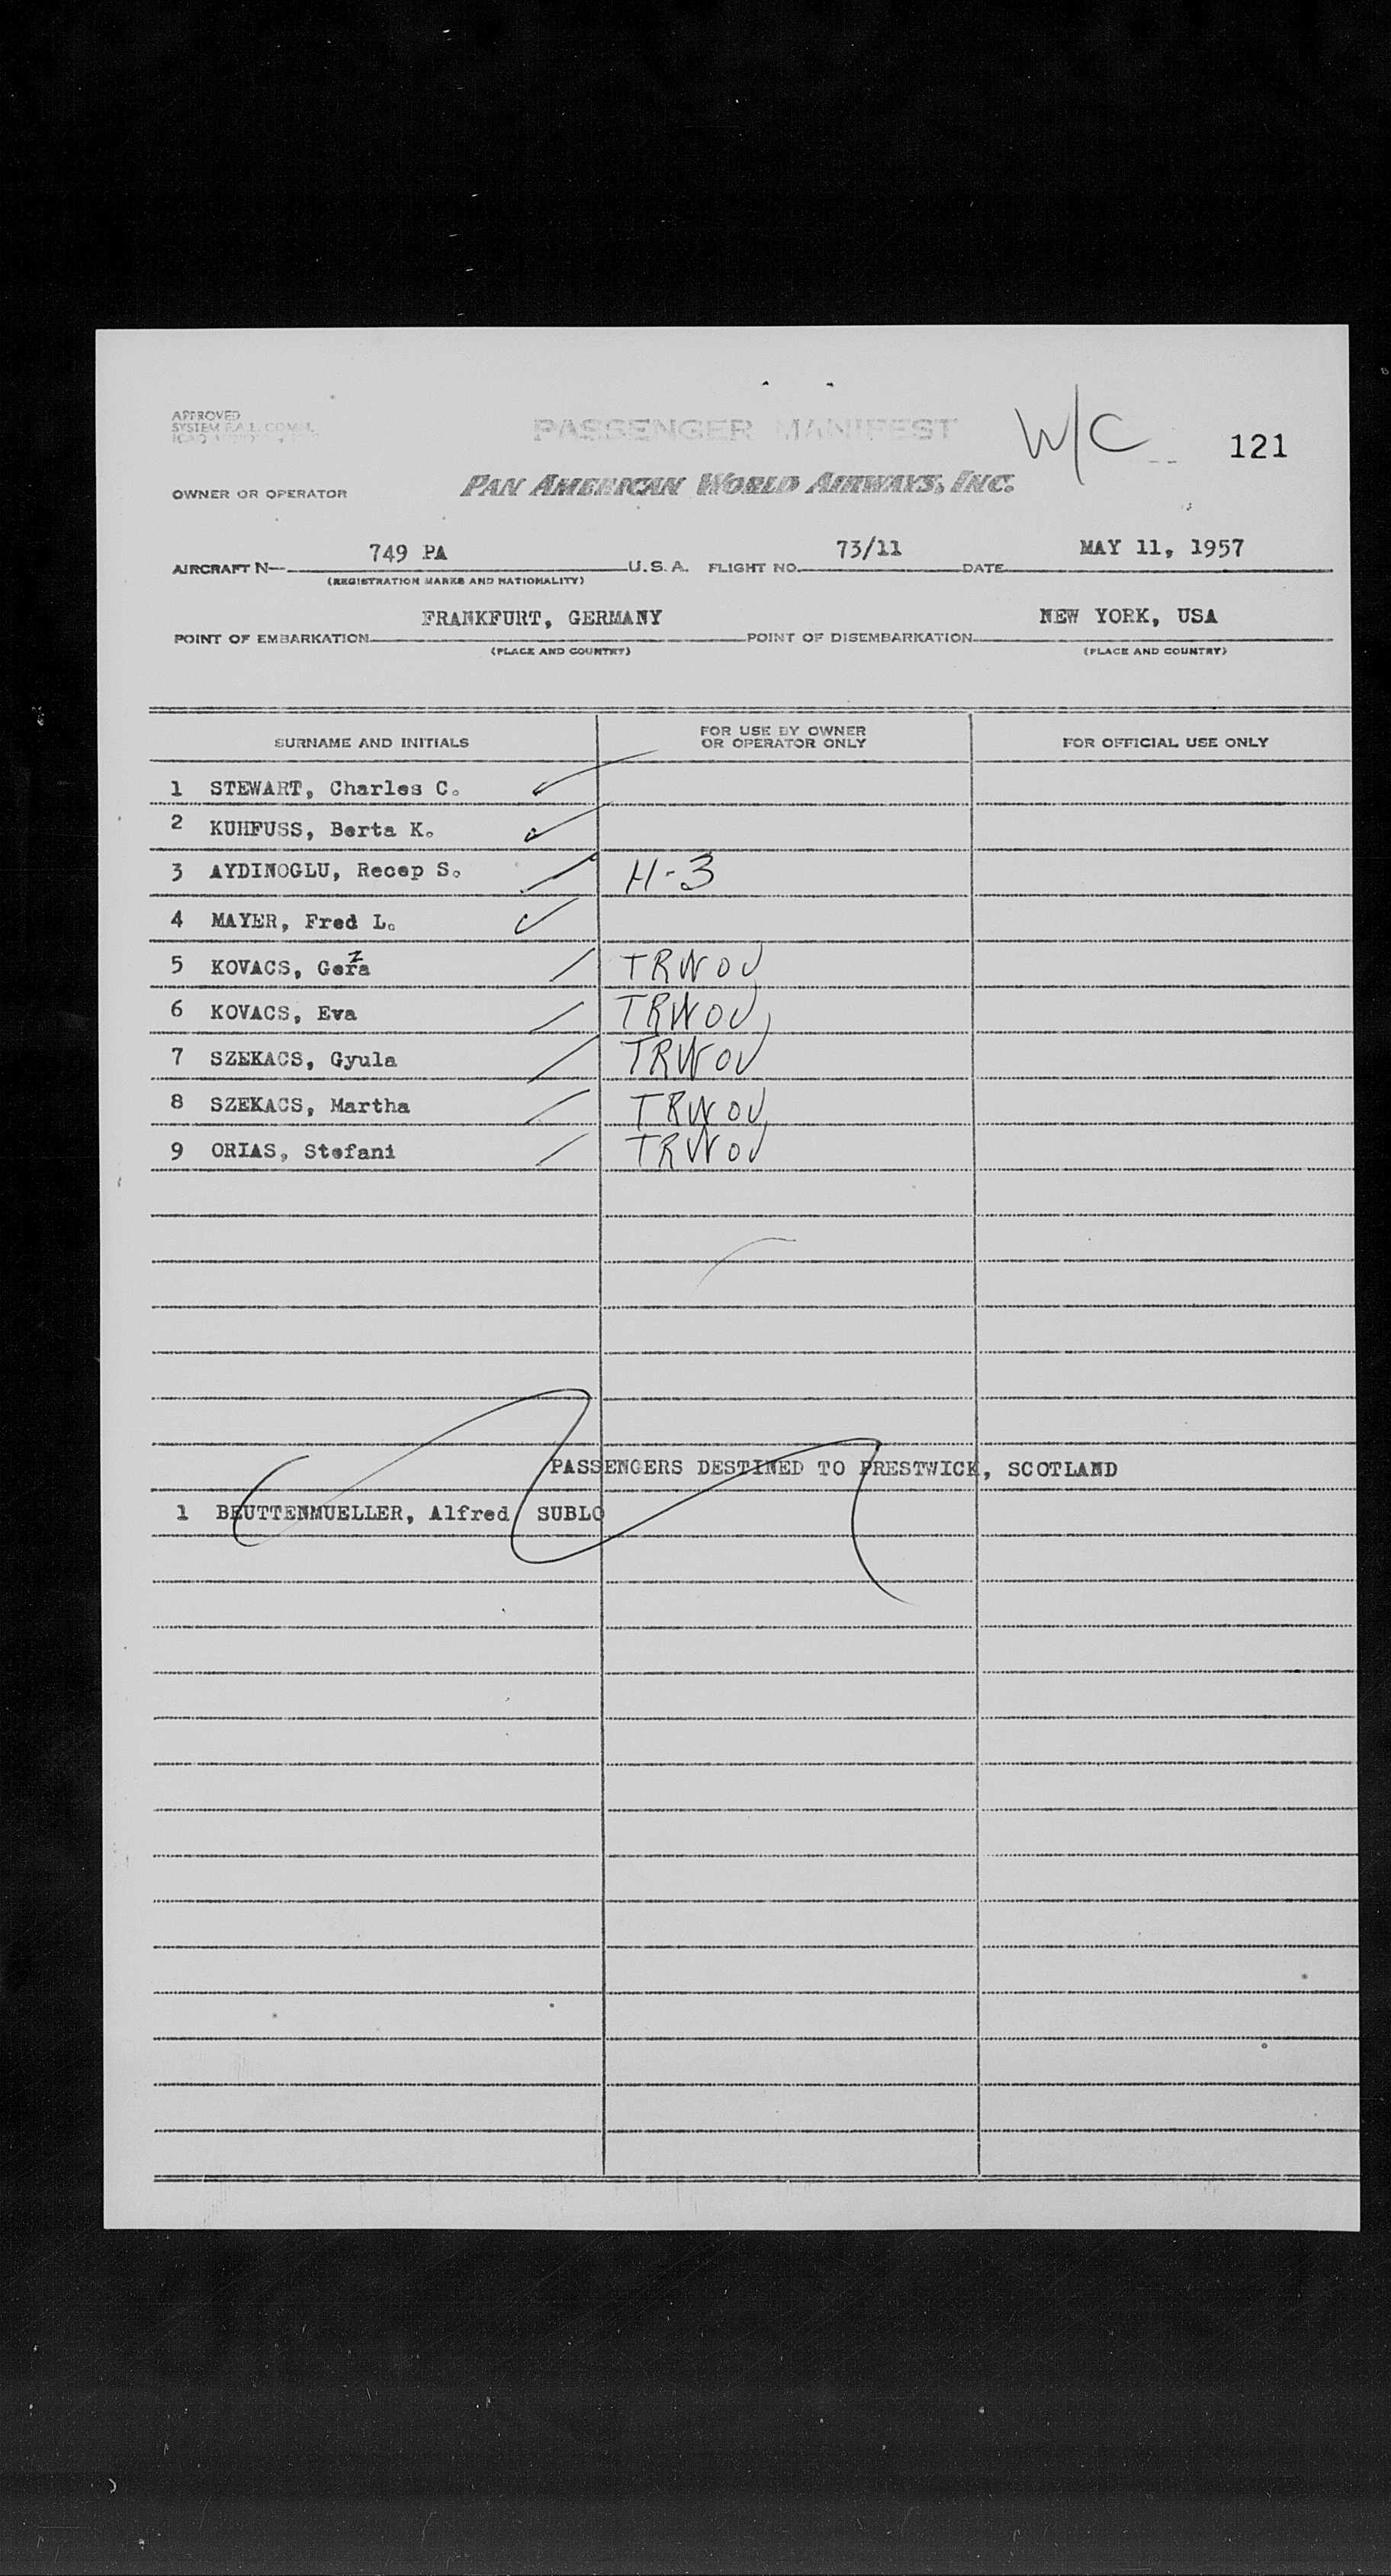 APPROVED
SYSTEM F.A.L. COMM.
PASSENGER MANIFEST
W/C
121
OWNER OR OPERATOR
PAN AMERICAN WORLD AIRWAYS, INC.
AIRCRAFT N— 749 PA U.S.A. FLIGHT NO. 73/11 DATE MAY 11, 1957
(REGISTRATION MARKS AND NATIONALITY)
POINT OF EMBARKATION FRANKFURT, GERMANY POINT OF DISEMBARKATION NEW YORK, USA
(PLACE AND COUNTRY) (PLACE AND COUNTRY)
SURNAME AND INITIALS
FOR USE BY OWNER
OR OPERATOR ONLY
FOR OFFICIAL USE ONLY
1 STEWART, Charles C.
2 KUHFUSS, Berta K.
3 AYDINOGLU, Recep S. H-3
4 MAYER, Fred L.
5 KOVACS, Geza TRWOV
6 KOVACS, Eva TRWOV
7 SZEKACS, Gyula TRWOV
8 SZEKACS, Martha TRWOV
9 ORIAS, Stefani TRWOV
PASSENGERS DESTINED TO PRESTWICK, SCOTLAND
1 BEUTTENMUELLER, Alfred SUBLO